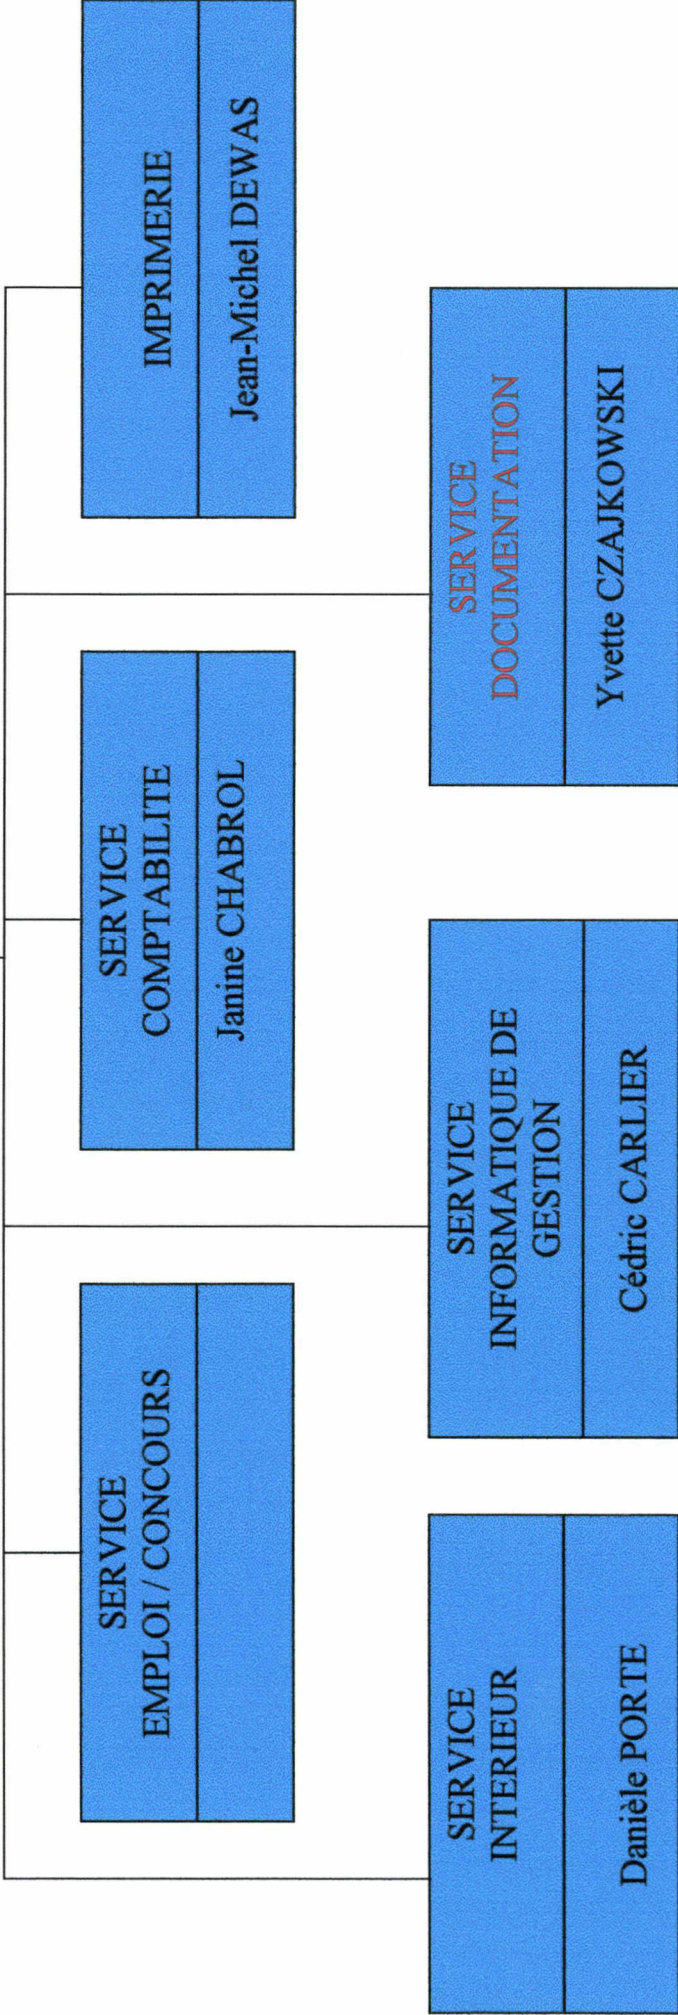 SERVICE
EMPLOI / CONCOURS
SERVICE
COMPTABILITE
Janine CHABROL
IMPRIMERIE
Jean-Michel DEWAS
SERVICE
INTERIEUR
Danièle PORTE
SERVICE
INFORMATIQUE DE
GESTION
Cédric CARLIER
SERVICE
DOCUMENTATION
Yvette CZAJKOWSKI